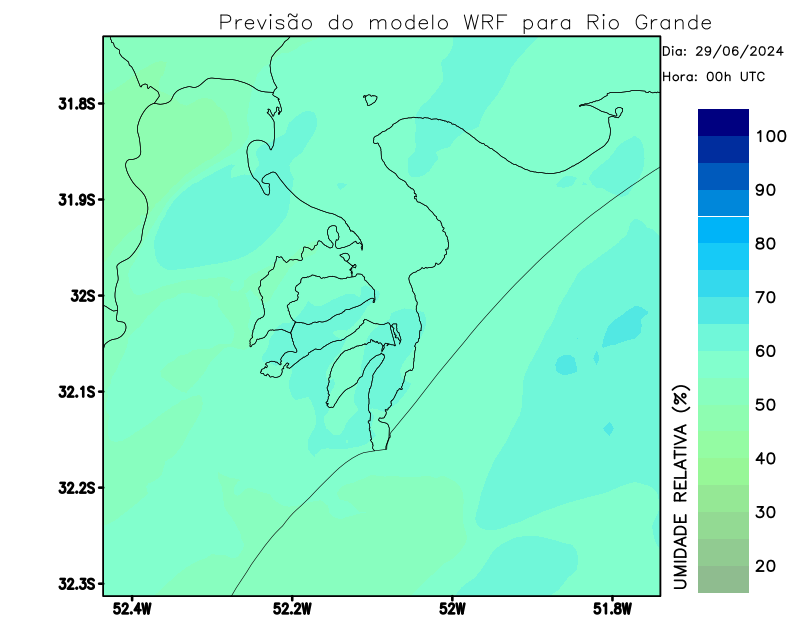 Previsão do modelo WRF para Rio Grande
Dia: 29/06/2024
Hora: 00h UTC
31.8S
31.9S
32S
32.1S
32.2S
32.3S
52.4W
52.2W
52W
51.8W
100
90
80
70
60
50
40
30
20
UMIDADE RELATIVA (%)